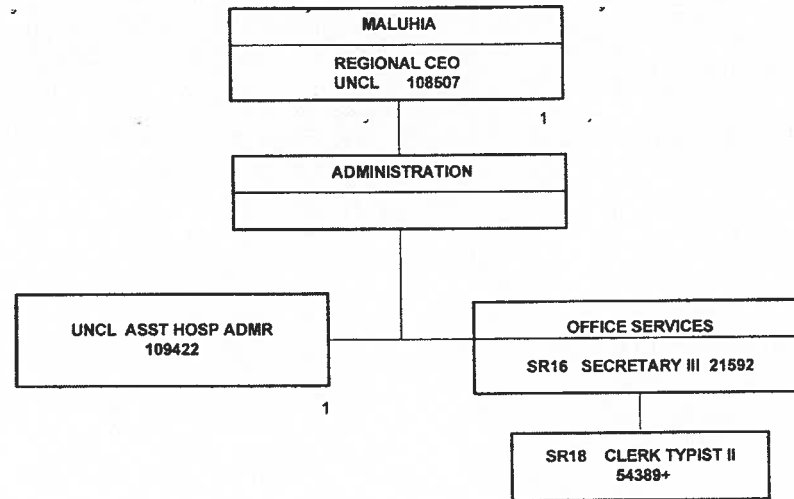 MALUHIA
REGIONAL CEO
UNCL 108507
1
ADMINISTRATION
UNCL ASST HOSP ADMR
109422
1
OFFICE SERVICES
SR16 SECRETARY III 21592
SR18 CLERK TYPIST II
54389+